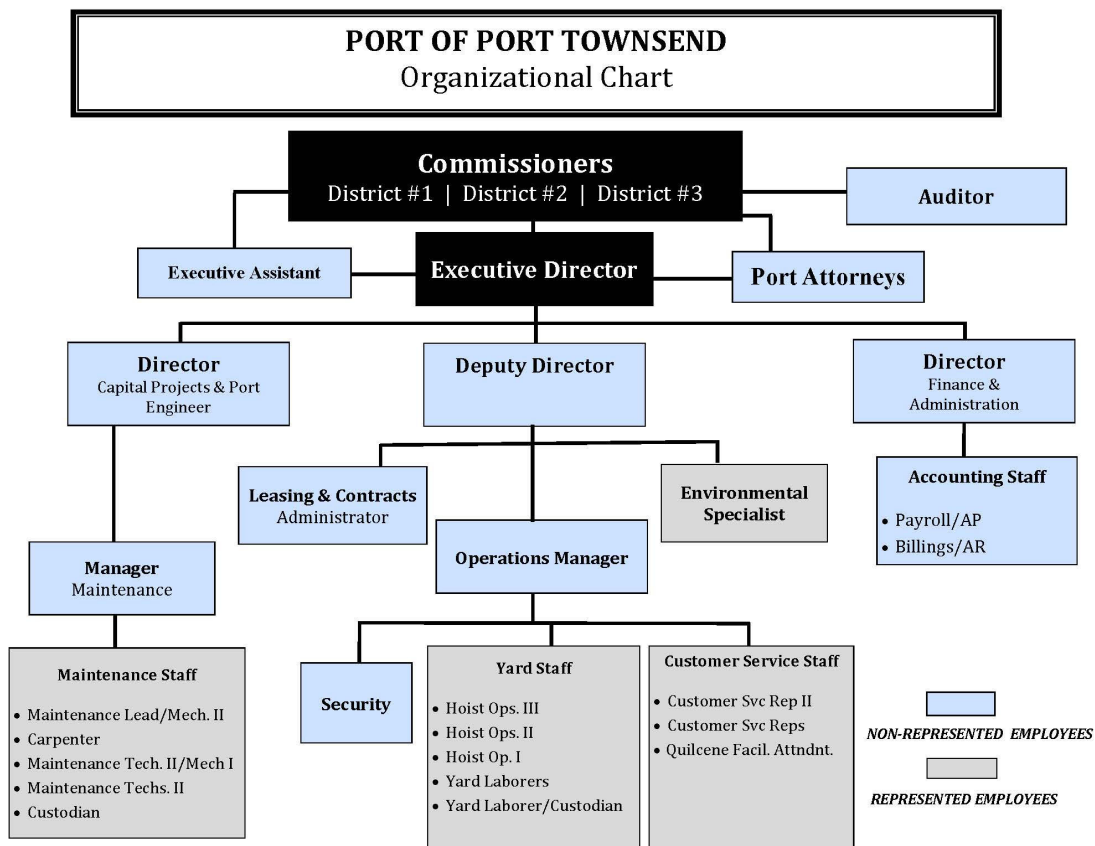 PORT OF PORT TOWNSEND
Organizational Chart
Commissioners
District #1 | District #2 | District #3
Auditor
Executive Assistant
Executive Director
Port Attorneys
Director
Capital Projects & Port
Engineer
Deputy Director
Director
Finance &
Administration
Leasing & Contracts
Administrator
Environmental
Specialist
Accounting Staff
• Payroll/AP
• Billings/AR
Operations Manager
Manager
Maintenance
Maintenance Staff
• Maintenance Lead/Mech. II
• Carpenter
• Maintenance Tech. II/Mech I
• Maintenance Techs. II
• Custodian
Security
Yard Staff
• Hoist Ops. III
• Hoist Ops. II
• Hoist Op. I
• Yard Laborers
• Yard Laborer/Custodian
Customer Service Staff
• Customer Svc Rep II
• Customer Svc Reps
• Quilcene Facil. Attndnt.
NON-REPRESENTED EMPLOYEES
REPRESENTED EMPLOYEES